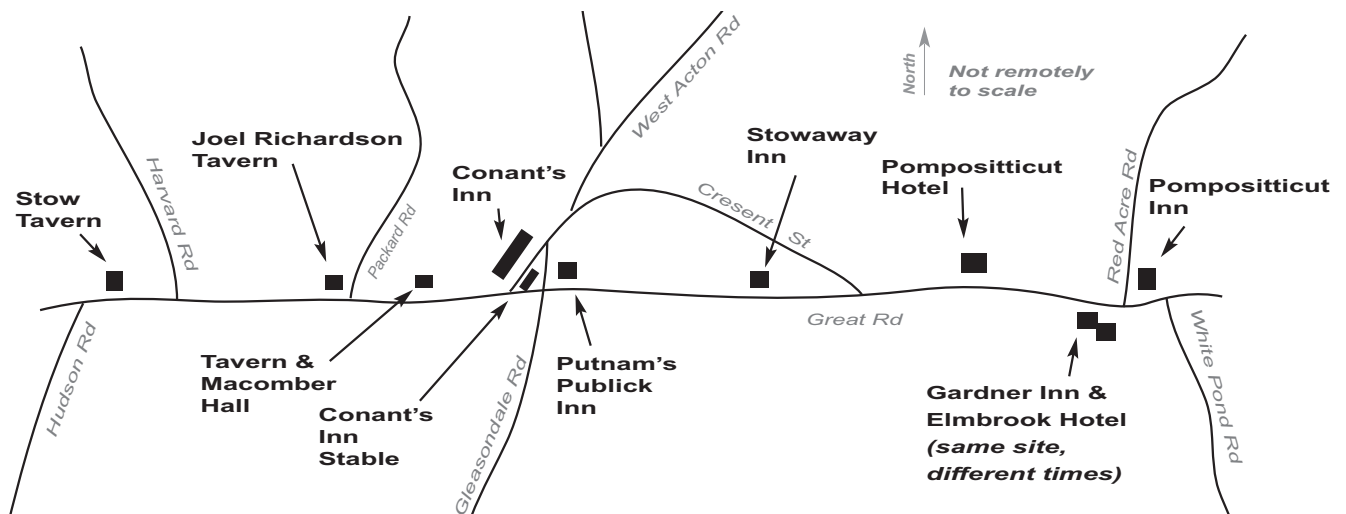 North
Not remotely
to scale
West Acton Rd
Stowaway
Inn
Joel Richardson
Tavern
Conant's
Inn
Pompositticut
Hotel
Pompositticut
Inn
Stow
Tavern
Harvard Rd
Packard Rd
Cresent St
Red Acre Rd
Great Rd
Hudson Rd
Tavern &
Macomber
Hall
Conant's
Inn
Stable
Gleasondale Rd
Putnam's
Publick
Inn
Gardner Inn &
Elmbrook Hotel
(same site,
different times)
White Pond Rd